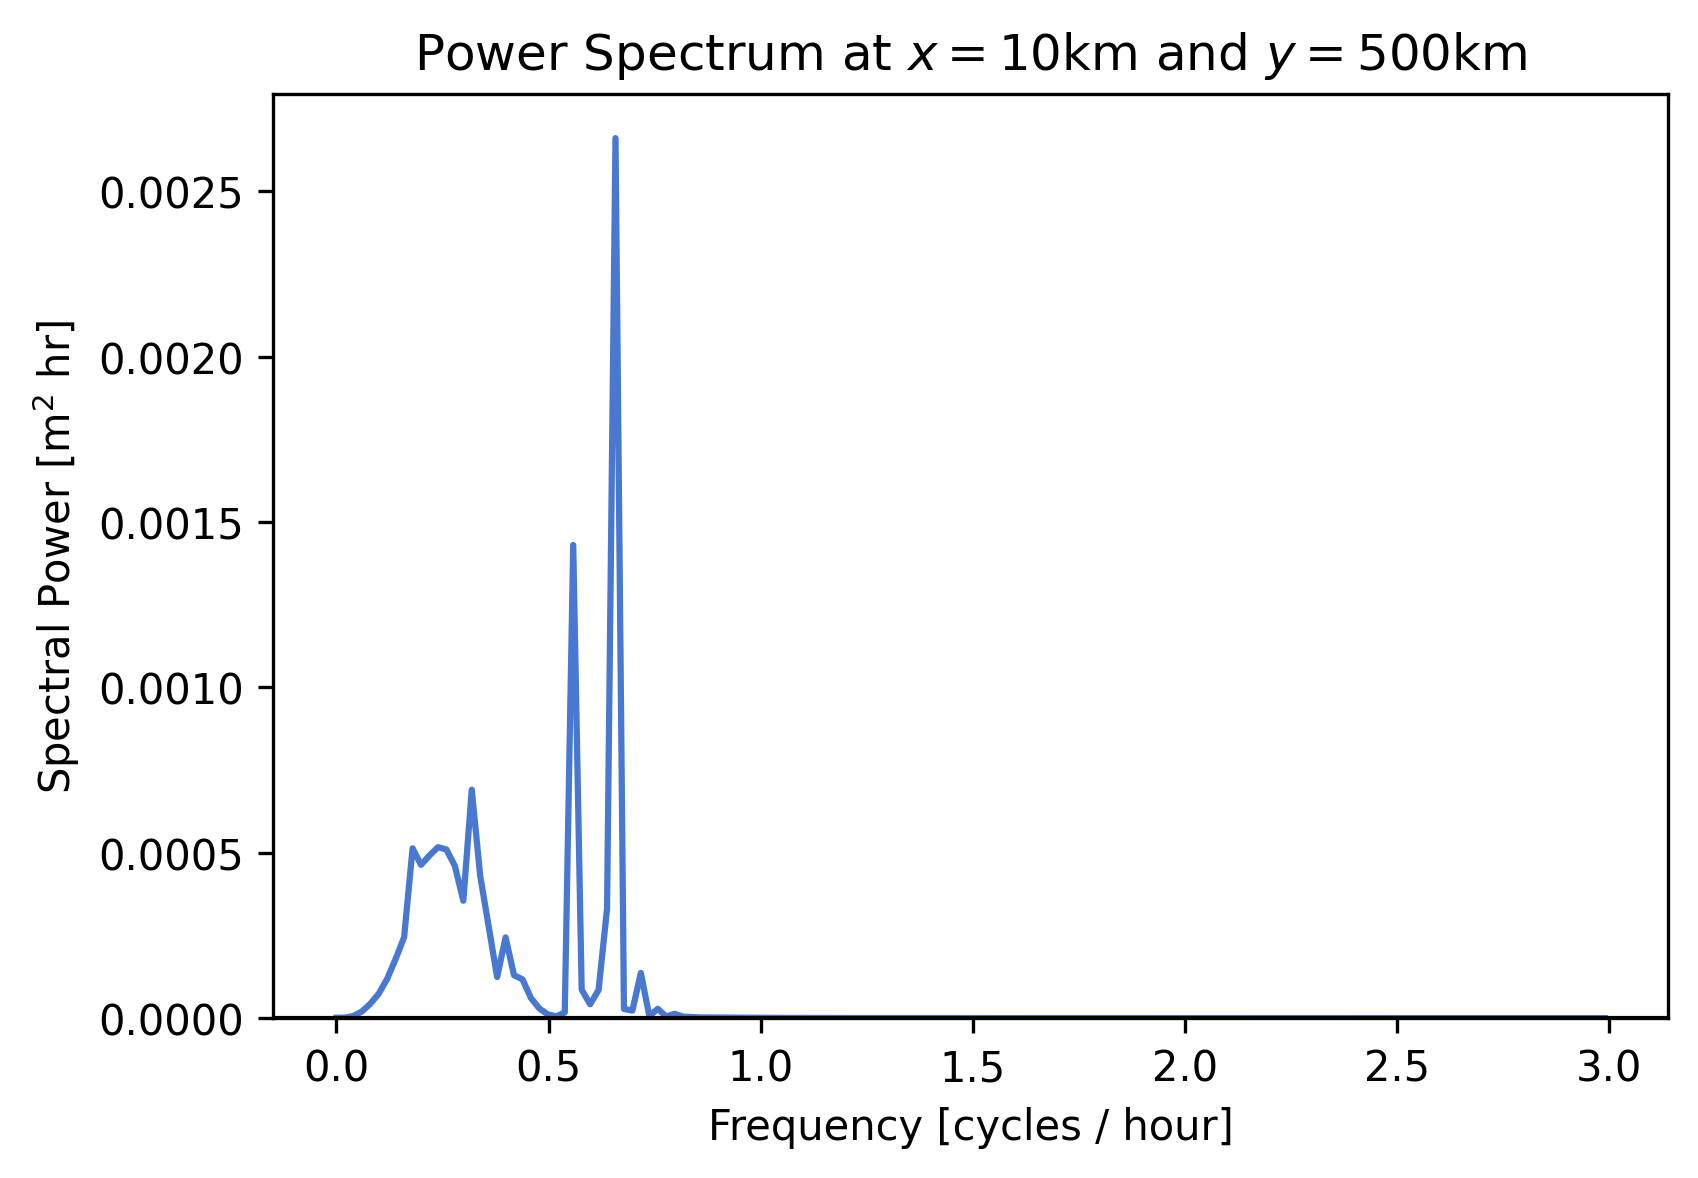 Power Spectrum at x = 10km and y = 500km
Spectral Power [m² hr]
0.0025
0.0020
0.0015
0.0010
0.0005
0.0000
0.0 0.5 1.0 1.5 2.0 2.5 3.0
Frequency [cycles / hour]